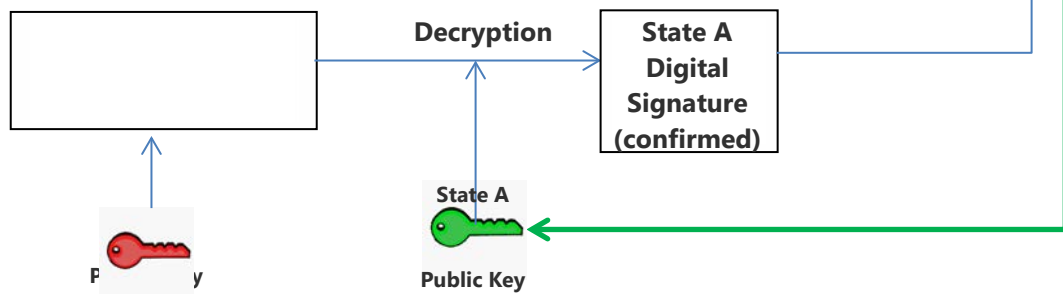 Decryption
State A
Digital
Signature
(confirmed)
State A
Public Key